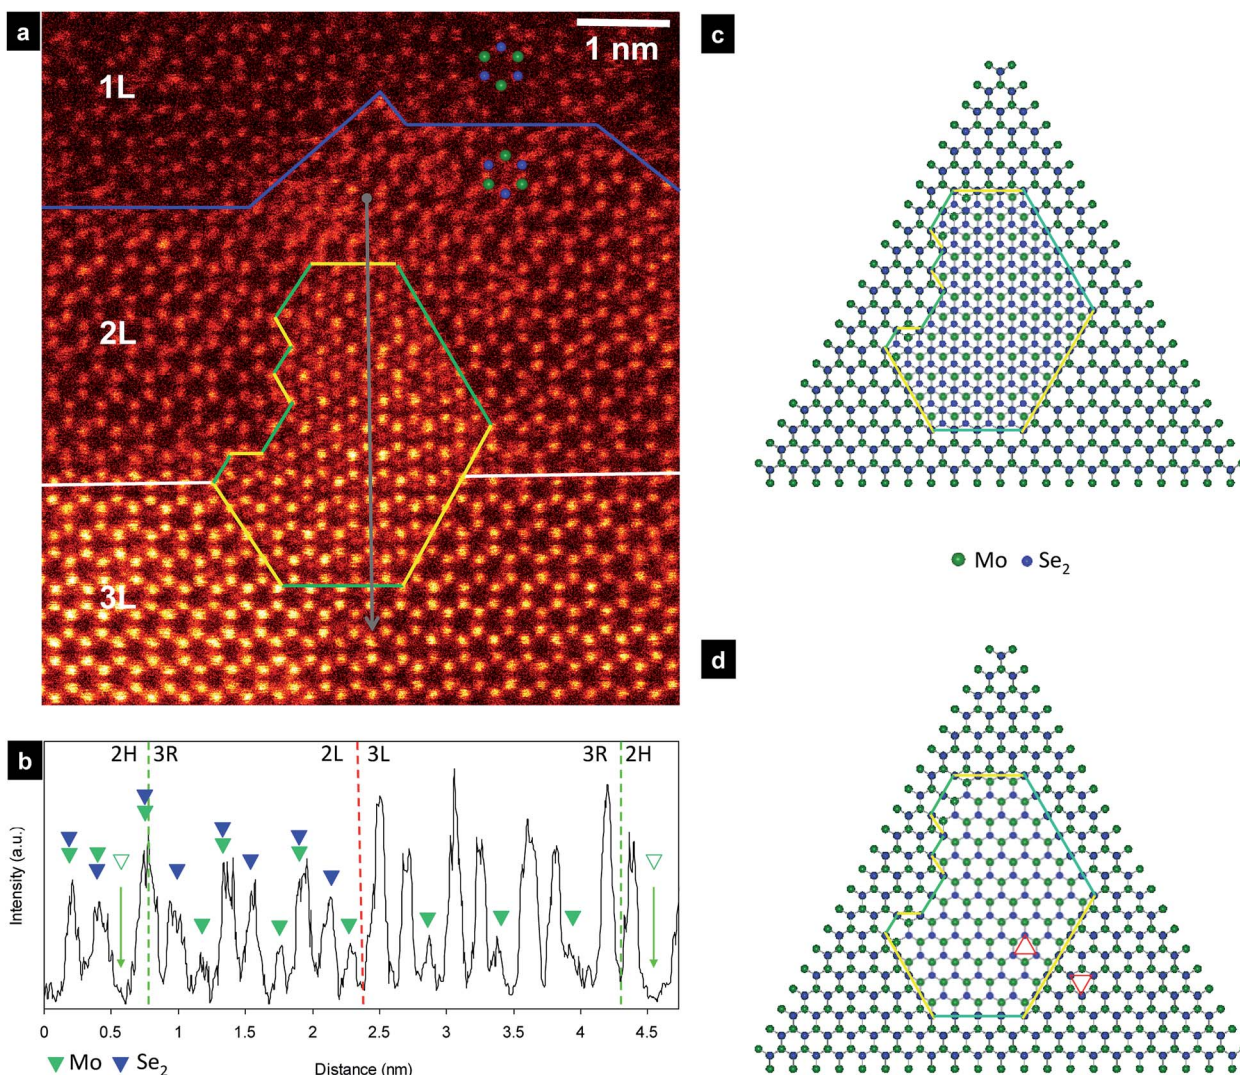 a
1 nm
1L
2L
3L
b
2H 3R 2L 3L 3R 2H
Intensity (a.u.)
0 0.5 1 1.5 2 2.5 3 3.5 4 4.5
Mo Se2
Distance (nm)
c
Mo Se2
d